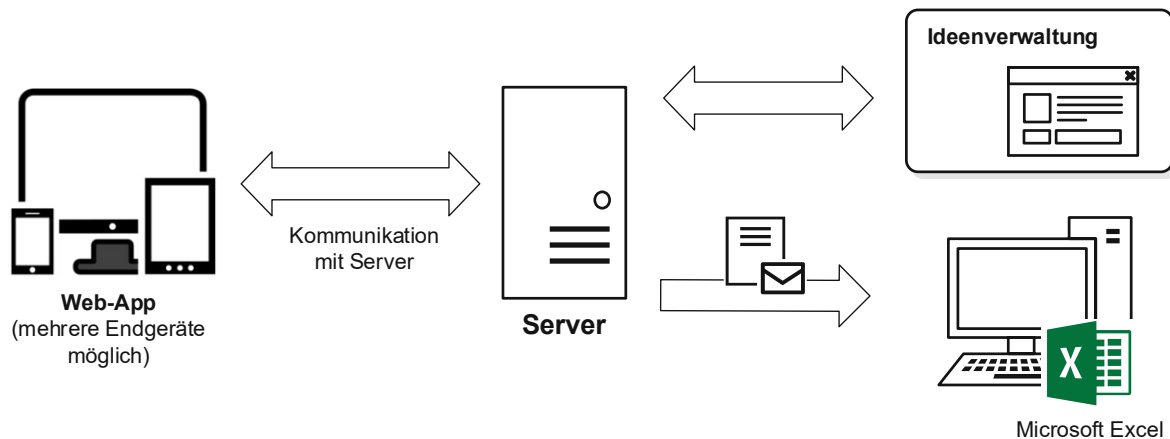 Ideenverwaltung
Kommunikation
mit Server
Web-App
(mehrere Endgeräte
möglich)
Server
X
Microsoft Excel